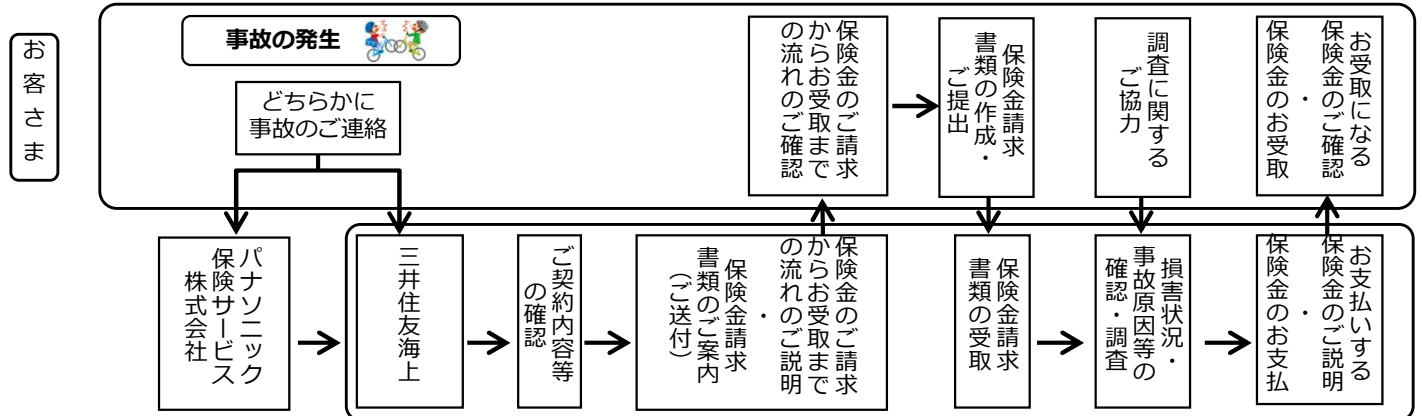 お客さま
事故の発生
どちらかに
事故のご連絡
保険金のご請求
からお受取まで
の流れのご確認
保険金請求
書類の作成・
ご提出
調査に関する
ご協力
お受取になる
保険金のご確認
・
保険金のお受取
パナソニック
保険サービス
株式会社
三井住友海上
ご契約内容等
の確認
保険金のご請求
からお受取まで
の流れのご説明
・
保険金請求
書類のご案内
（ご送付）
保険金請求
書類の受取
損害状況・
事故原因等の
確認・調査
お支払いする
保険金のご説明
・
保険金のお支払